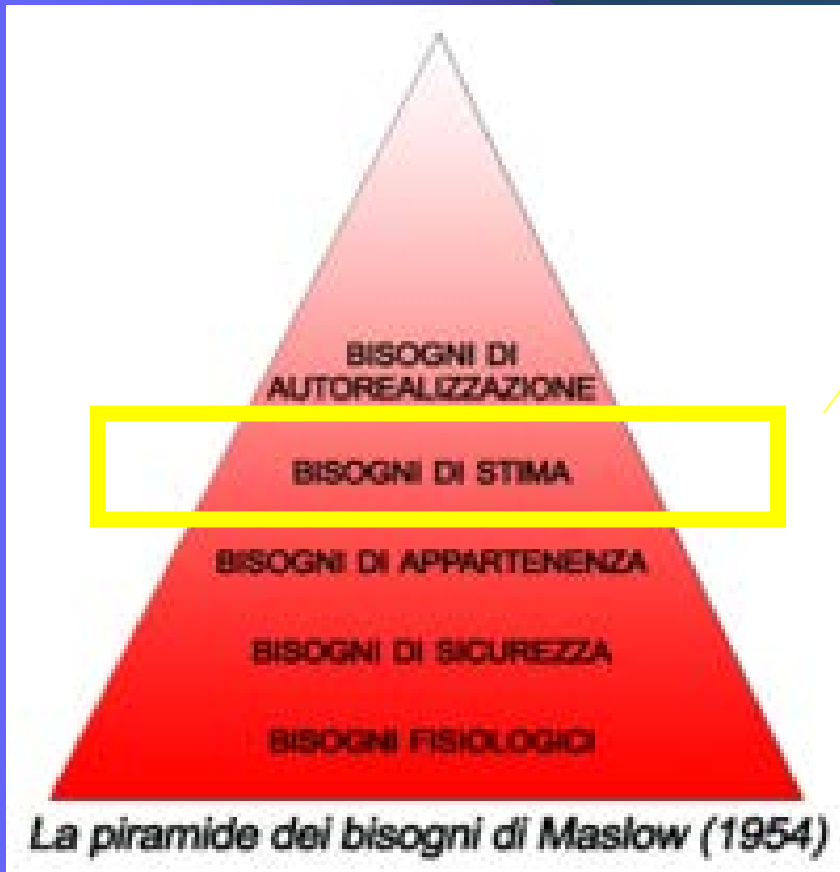 BISOGNI DI
AUTOREALIZZAZIONE
BISOGNI DI STIMA
BISOGNI DI APPARTENENZA
BISOGNI DI SICUREZZA
BISOGNI FISIOLOGICI
La piramide dei bisogni di Maslow (1954)